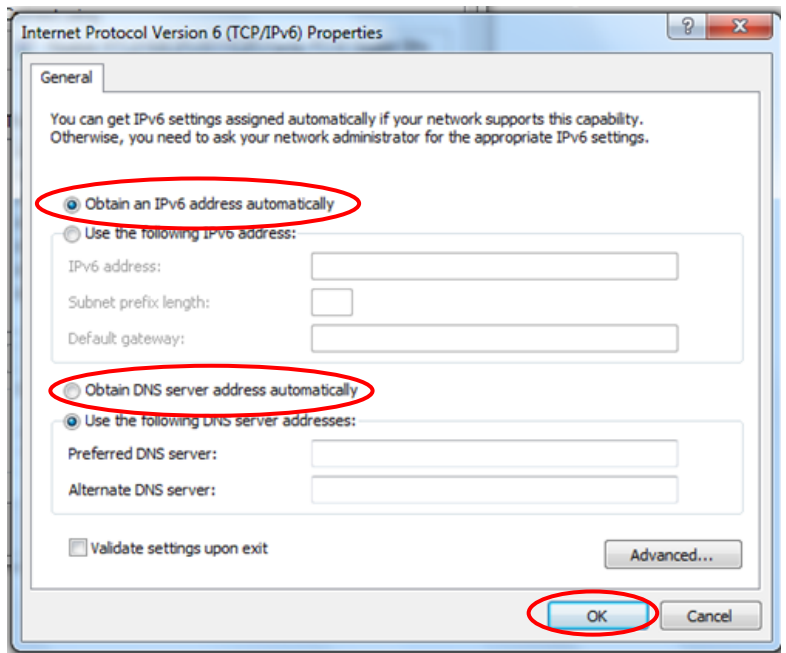 Internet Protocol Version 6 (TCP/IPv6) Properties
General
You can get IPv6 settings assigned automatically if your network supports this capability.
Otherwise, you need to ask your network administrator for the appropriate IPv6 settings.
Obtain an IPv6 address automatically
Use the following IPv6 address:
IPv6 address:
Subnet prefix length:
Default gateway:
Obtain DNS server address automatically
Use the following DNS server addresses:
Preferred DNS server:
Alternate DNS server:
Validate settings upon exit
Advanced...
OK Cancel